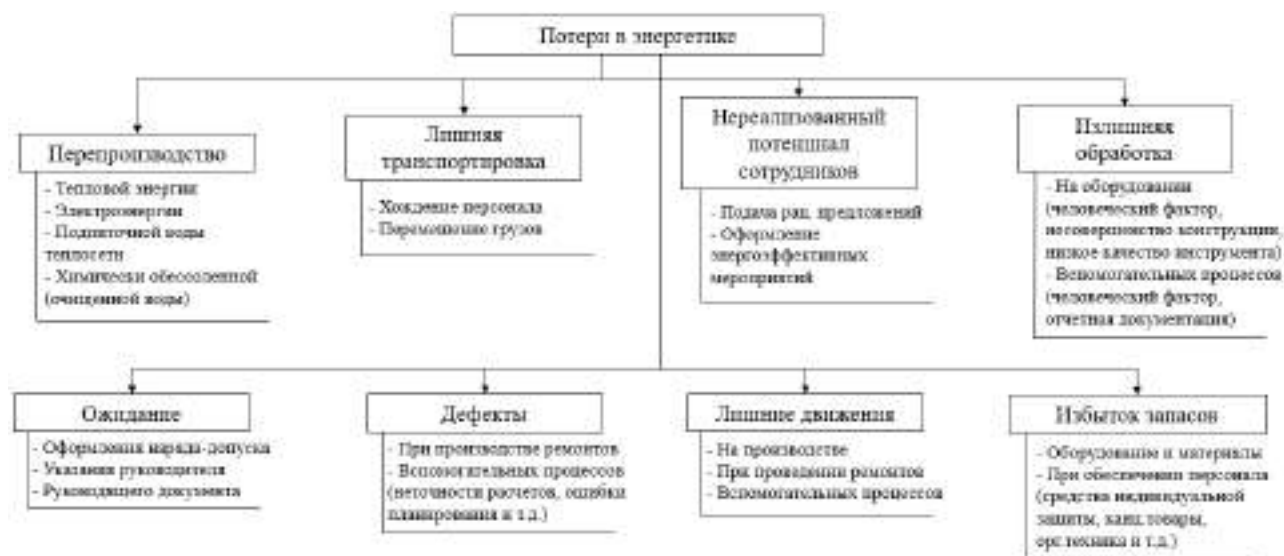 Потери в энергетике
Перепроизводство
- Тепловой энергии
- Электроэнергии
- Подпиточной воды
теплосети
- Химически обессоленной
(очищенной воды)
Лишняя
транспортировка
- Хождение персонала
- Перемещение грузов
Нереализованный
потенциал
сотрудников
- Подача рац. предложений
- Оформление
энергоэффективных
мероприятий
Излишняя
обработка
- На оборудовании
(человеческий фактор,
несовершенство конструкции,
низкое качество инструмента)
- Вспомогательных процессов
(человеческий фактор,
отчетная документация)
Ожидание
- Оформления наряда-допуска
- Указания руководителя
- Руководящего документа
Дефекты
- При производстве ремонтов
- Вспомогательных процессов
(неточности расчетов, ошибки
планирования и т.д.)
Лишние движения
- На производстве
- При проведении ремонтов
- Вспомогательных процессов
Избыток запасов
- Оборудование и материалы
- При обеспечении персонала
(средства индивидуальной
защиты, канц.товары,
орг.техника и т.д.)